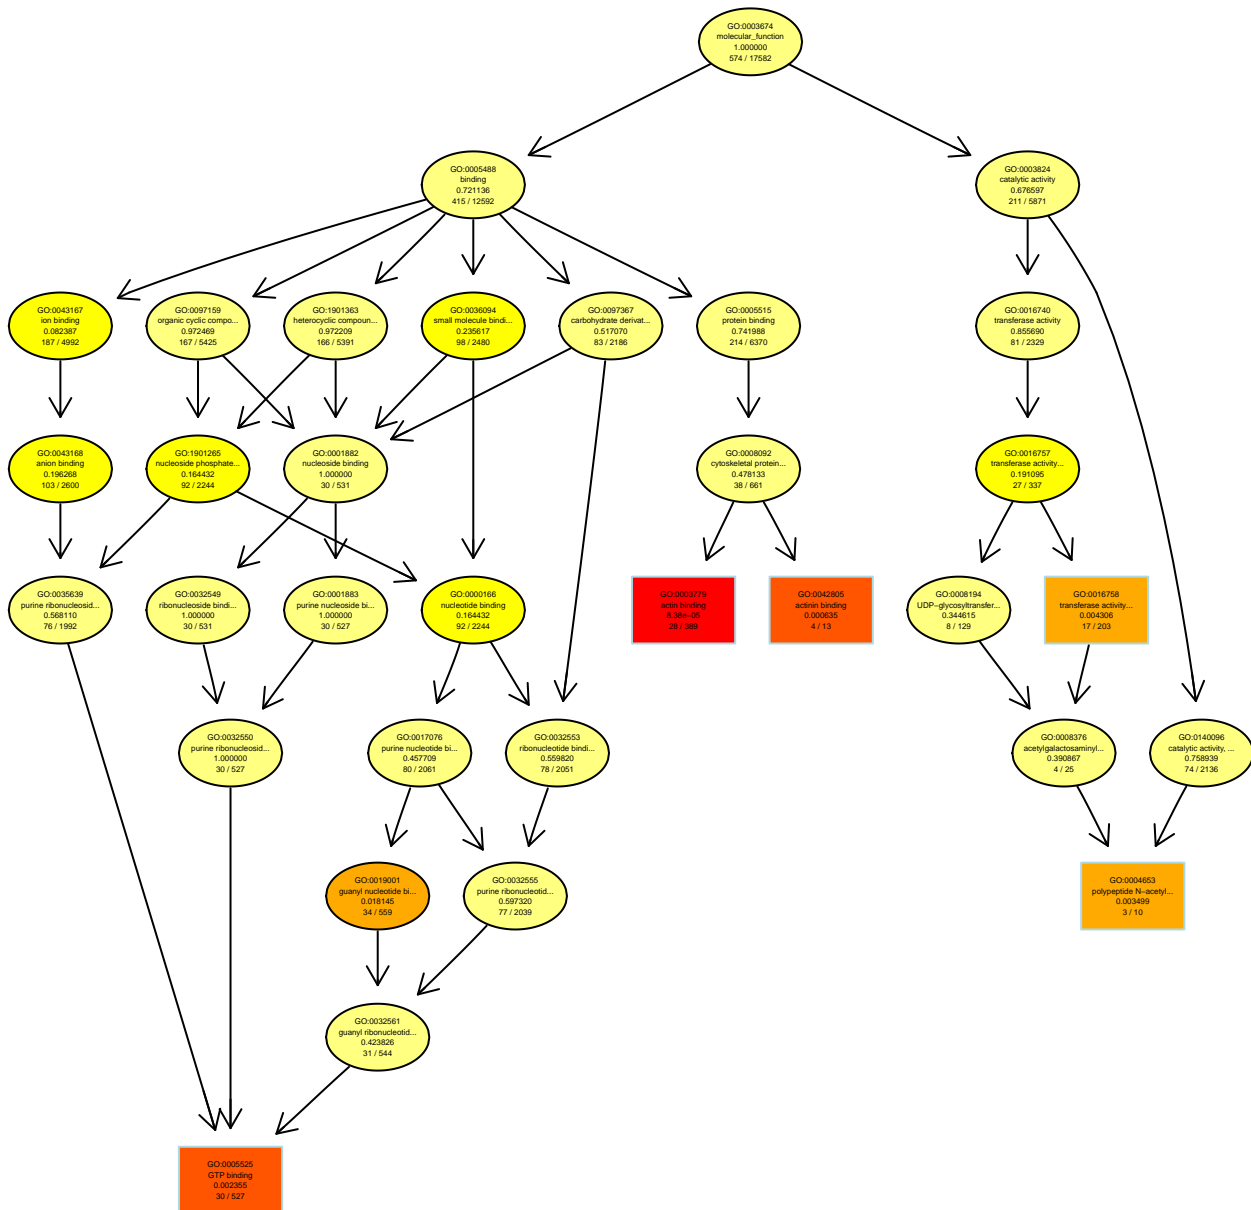 GO:0003674
molecular_function
1.000000
574 / 17582
GO:0005488
binding
0.721136
415 / 12592
GO:0003824
catalytic activity
0.676597
211 / 5871
GO:0043167
ion binding
0.082387
187 / 4992
GO:0097159
organic cyclic compo...
0.972469
167 / 5425
GO:1901363
heterocyclic compoun...
0.972209
166 / 5391
GO:0036094
small molecule bindi...
0.235617
98 / 2480
GO:0097367
carbohydrate derivat...
0.517070
83 / 2186
GO:0005515
protein binding
0.741988
214 / 6370
GO:0016740
transferase activity
0.855690
81 / 2329
GO:0043168
anion binding
0.196268
103 / 2600
GO:1901265
nucleoside phosphate...
0.164432
92 / 2244
GO:0001882
nucleoside binding
1.000000
30 / 531
GO:0008092
cytoskeletal protein...
0.478133
38 / 661
GO:0016757
transferase activity...
0.191095
27 / 337
GO:0035639
purine ribonucleosid...
0.568110
76 / 1992
GO:0032549
ribonucleoside bindi...
1.000000
30 / 531
GO:0001883
purine nucleoside bi...
1.000000
30 / 527
GO:0000166
nucleotide binding
0.164432
92 / 2244
GO:0003779
actin binding
8.38e−05
28 / 389
GO:0042805
actinin binding
0.000635
4 / 13
GO:0008194
UDP−glycosyltransfer...
0.344615
8 / 129
GO:0016758
transferase activity...
0.004306
17 / 203
GO:0032550
purine ribonucleosid...
1.000000
30 / 527
GO:0017076
purine nucleotide bi...
0.457709
80 / 2061
GO:0032553
ribonucleotide bindi...
0.559820
78 / 2051
GO:0008376
acetylgalactosaminyl...
0.390867
4 / 25
GO:0140096
catalytic activity, ...
0.758939
74 / 2136
GO:0019001
guanyl nucleotide bi...
0.018145
34 / 559
GO:0032555
purine ribonucleotid...
0.597320
77 / 2039
GO:0004653
polypeptide N−acetyl...
0.003499
3 / 10
GO:0032561
guanyl ribonucleotid...
0.423826
31 / 544
GO:0005525
GTP binding
0.002355
30 / 527